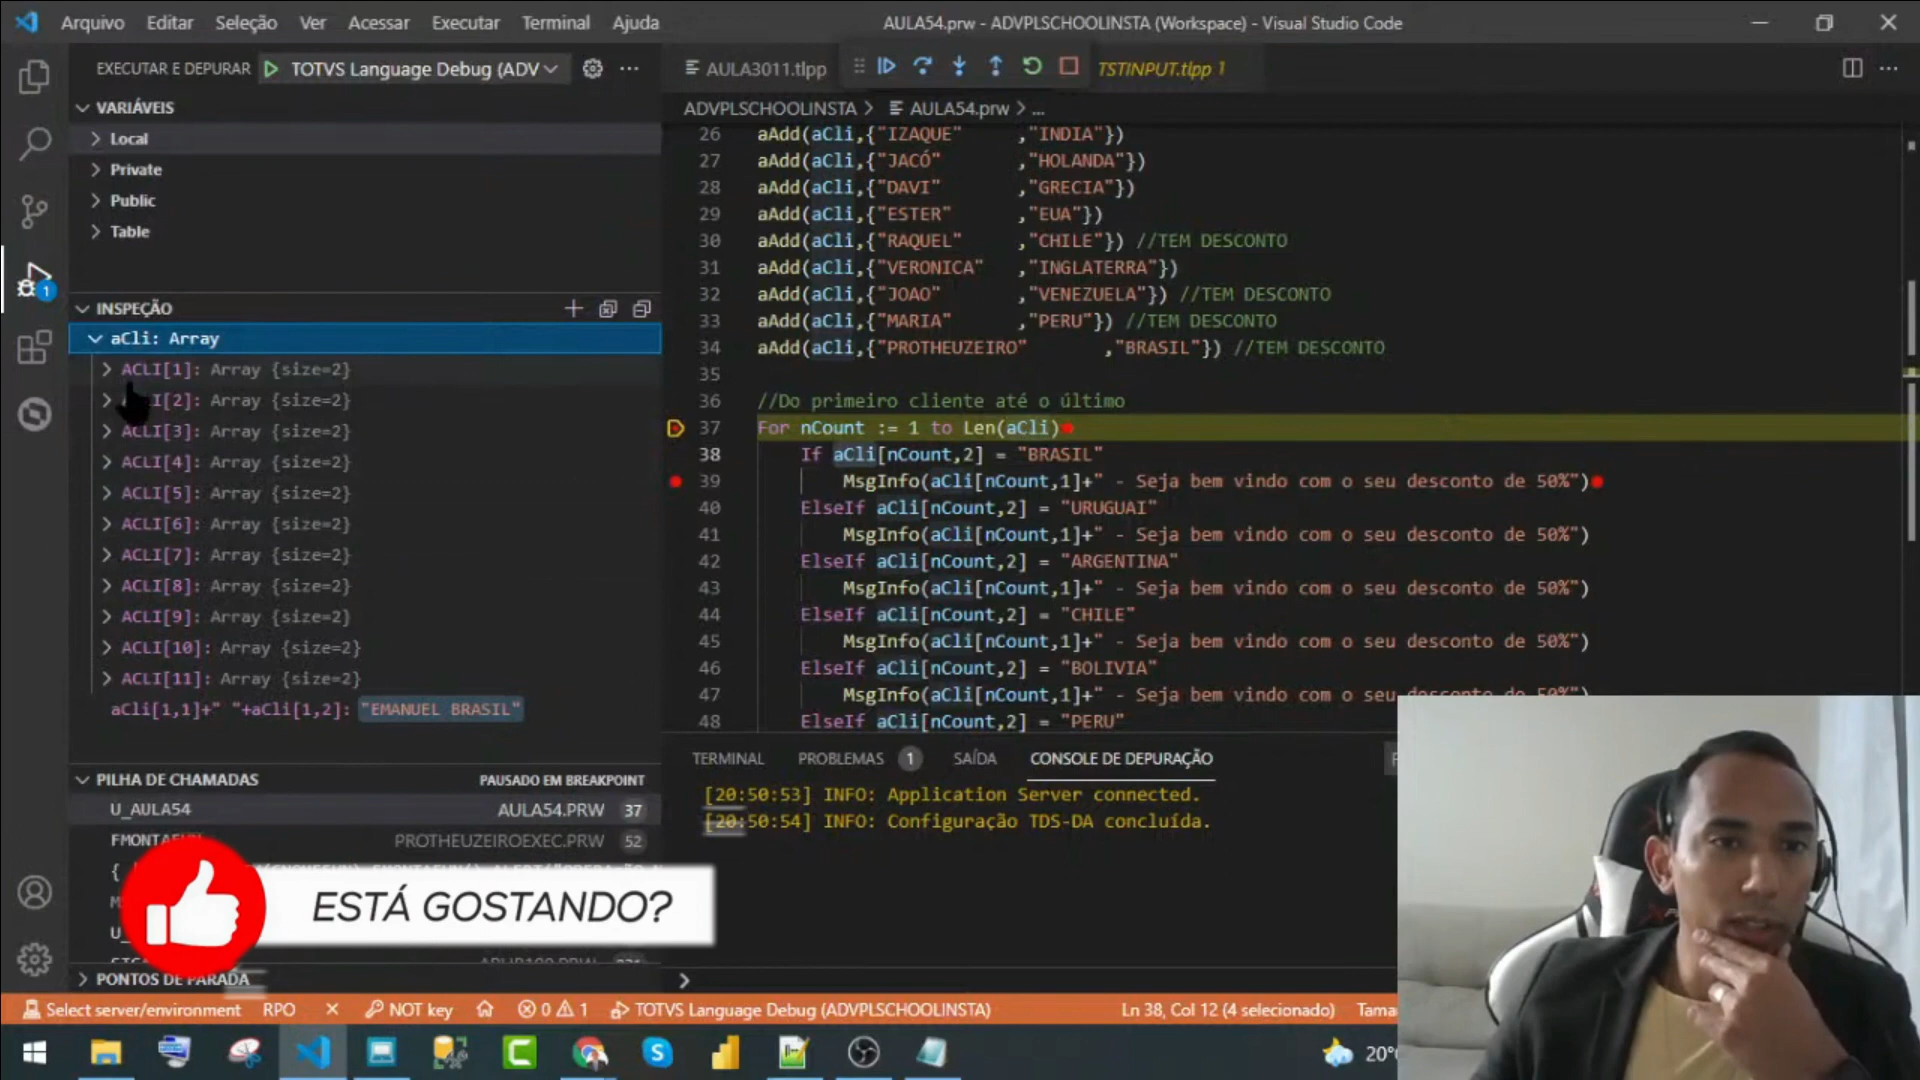 Arquivo Editar Seleção Ver Acessar Executar Terminal Ajuda
AULA54.prw - ADVPLSCHOOLINSTA (Workspace) - Visual Studio Code
EXECUTAR E DEPURAR TOTVS Language Debug (ADV
AULA3011.tlpp TSTINPUT.tlpp 1
VARIÁVEIS
Local
Private
Public
Table
INSPEÇÃO
aCli: Array
ACLI[1]: Array {size=2}
ACLI[2]: Array {size=2}
ACLI[3]: Array {size=2}
ACLI[4]: Array {size=2}
ACLI[5]: Array {size=2}
ACLI[6]: Array {size=2}
ACLI[7]: Array {size=2}
ACLI[8]: Array {size=2}
ACLI[9]: Array {size=2}
ACLI[10]: Array {size=2}
ACLI[11]: Array {size=2}
aCli[1,1]+" "+aCli[1,2]: "EMANUEL BRASIL"
PILHA DE CHAMADAS PAUSADO EM BREAKPOINT
U_AULA54 AULA54.PRW 37
PROTHEUZEIROEXEC.PRW 52
PONTOS DE PARADA
ESTÁ GOSTANDO?
ADVPLSCHOOLINSTA > AULA54.prw > ...
26 aAdd(aCli,{"IZAQUE" ,"INDIA"})
27 aAdd(aCli,{"JACÓ" ,"HOLANDA"})
28 aAdd(aCli,{"DAVI" ,"GRECIA"})
29 aAdd(aCli,{"ESTER" ,"EUA"})
30 aAdd(aCli,{"RAQUEL" ,"CHILE"}) //TEM DESCONTO
31 aAdd(aCli,{"VERONICA" ,"INGLATERRA"})
32 aAdd(aCli,{"JOAO" ,"VENEZUELA"}) //TEM DESCONTO
33 aAdd(aCli,{"MARIA" ,"PERU"}) //TEM DESCONTO
34 aAdd(aCli,{"PROTHEUZEIRO" ,"BRASIL"}) //TEM DESCONTO
35
36 //Do primeiro cliente até o último
37 For nCount := 1 to Len(aCli)
38 If aCli[nCount,2] = "BRASIL"
39 MsgInfo(aCli[nCount,1]+" - Seja bem vindo com o seu desconto de 50%")
40 ElseIf aCli[nCount,2] = "URUGUAI"
41 MsgInfo(aCli[nCount,1]+" - Seja bem vindo com o seu desconto de 50%")
42 ElseIf aCli[nCount,2] = "ARGENTINA"
43 MsgInfo(aCli[nCount,1]+" - Seja bem vindo com o seu desconto de 50%")
44 ElseIf aCli[nCount,2] = "CHILE"
45 MsgInfo(aCli[nCount,1]+" - Seja bem vindo com o seu desconto de 50%")
46 ElseIf aCli[nCount,2] = "BOLIVIA"
47 MsgInfo(aCli[nCount,1]+" - Seja bem vindo com o seu desconto de 50%")
48 ElseIf aCli[nCount,2] = "PERU"
TERMINAL PROBLEMAS 1 SAÍDA CONSOLE DE DEPURAÇÃO
[20:50:53] INFO: Application Server connected.
[20:50:54] INFO: Configuração TDS-DA concluída.
Select server/environment RPO NOT key 0 1 TOTVS Language Debug (ADVPLSCHOOLINSTA) Ln 38, Col 12 (4 selecionado)
20°